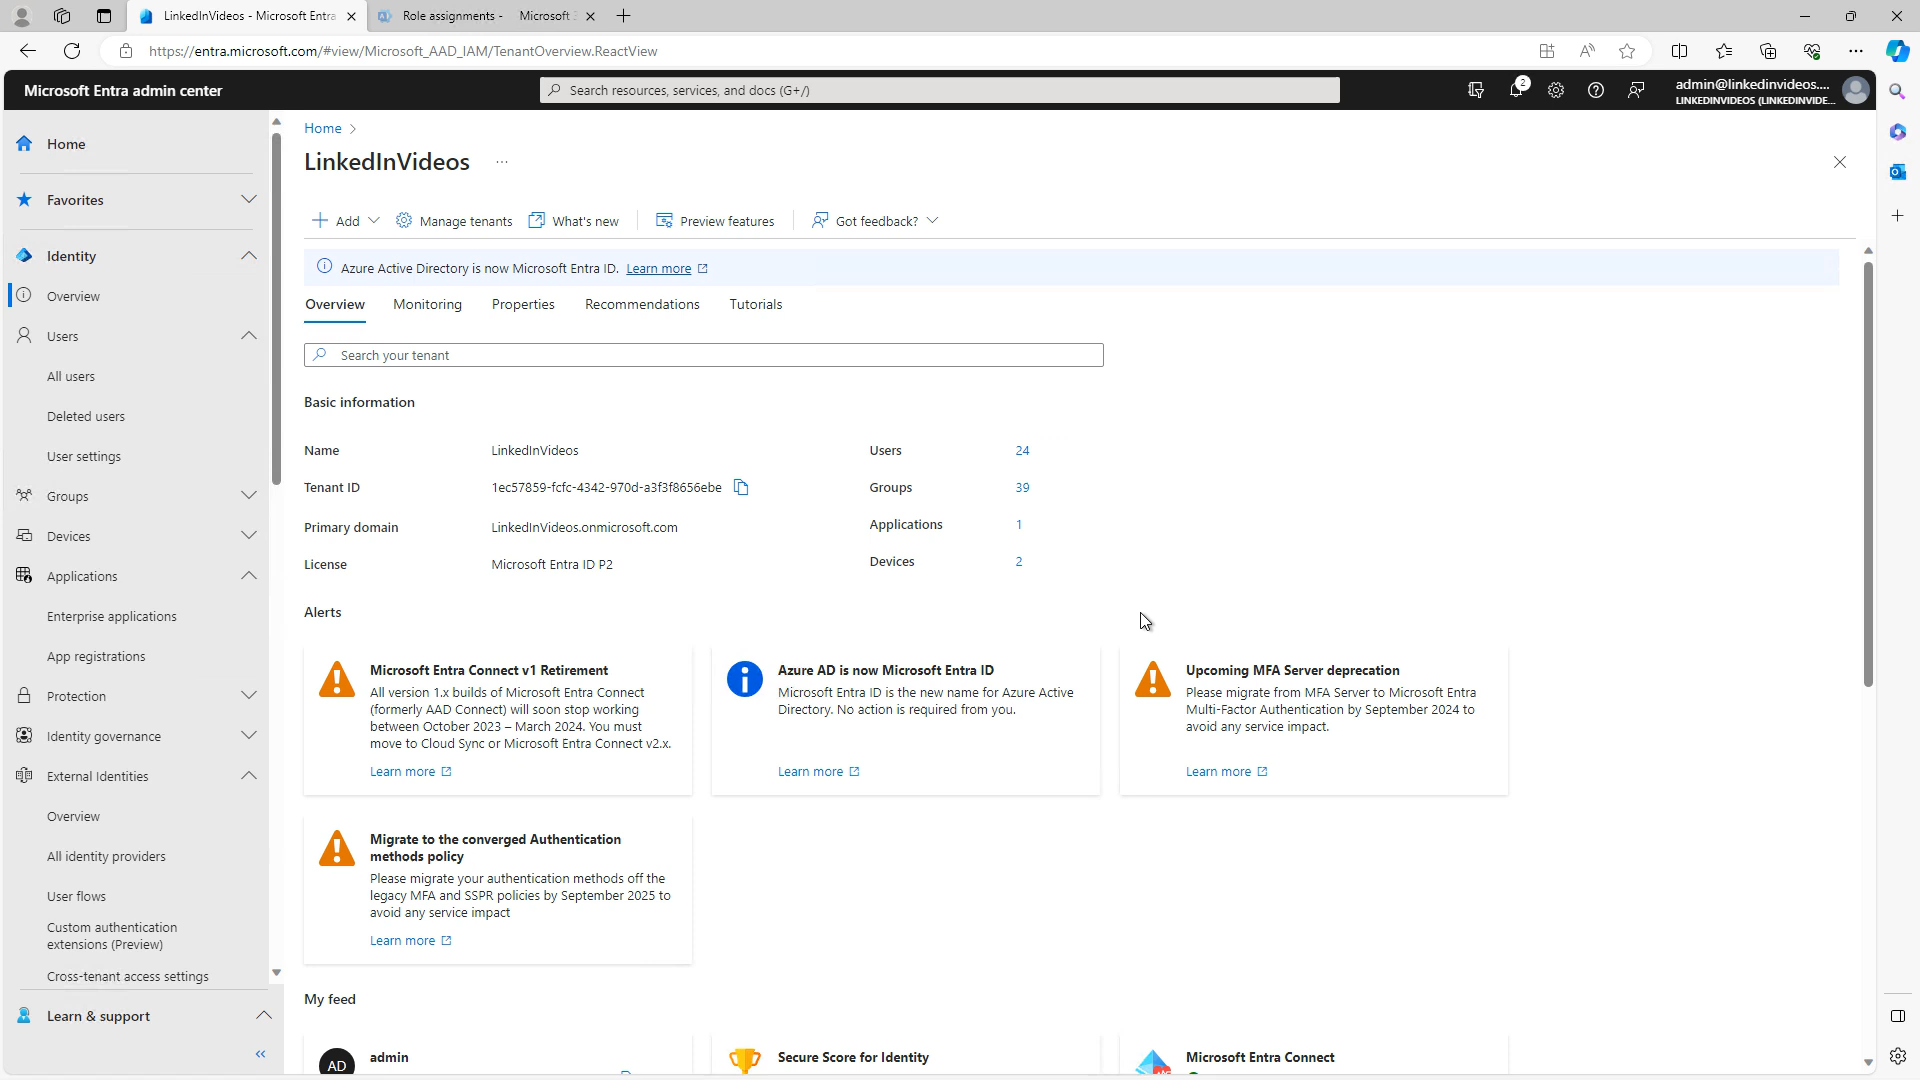 LinkedInVideos - Microsoft Entra
Role assignments - Microsoft
https://entra.microsoft.com/#view/Microsoft_AAD_IAM/TenantOverview.ReactView
Microsoft Entra admin center
Search resources, services, and docs (G+/)
2
admin@linkedinvideos....
LINKEDINVIDEOS (LINKEDINVIDE...
Home
Favorites
Identity
Overview
Users
All users
Deleted users
User settings
Groups
Devices
Applications
Enterprise applications
App registrations
Protection
Identity governance
External Identities
Overview
All identity providers
User flows
Custom authentication
extensions (Preview)
Cross-tenant access settings
Learn & support
Home
LinkedInVideos ...
Add
Manage tenants
What's new
Preview features
Got feedback?
Azure Active Directory is now Microsoft Entra ID. Learn more
Overview Monitoring Properties Recommendations Tutorials
Search your tenant
Basic information
Name LinkedInVideos Users 24
Tenant ID 1ec57859-fcfc-4342-970d-a3f3f8656ebe Groups 39
Primary domain LinkedInVideos.onmicrosoft.com Applications 1
License Microsoft Entra ID P2 Devices 2
Alerts
Microsoft Entra Connect v1 Retirement
All version 1.x builds of Microsoft Entra Connect
(formerly AAD Connect) will soon stop working
between October 2023 – March 2024. You must
move to Cloud Sync or Microsoft Entra Connect v2.x.
Learn more
Azure AD is now Microsoft Entra ID
Microsoft Entra ID is the new name for Azure Active
Directory. No action is required from you.
Learn more
Upcoming MFA Server deprecation
Please migrate from MFA Server to Microsoft Entra
Multi-Factor Authentication by September 2024 to
avoid any service impact.
Learn more
Migrate to the converged Authentication
methods policy
Please migrate your authentication methods off the
legacy MFA and SSPR policies by September 2025 to
avoid any service impact
Learn more
My feed
AD
admin
Secure Score for Identity
Microsoft Entra Connect